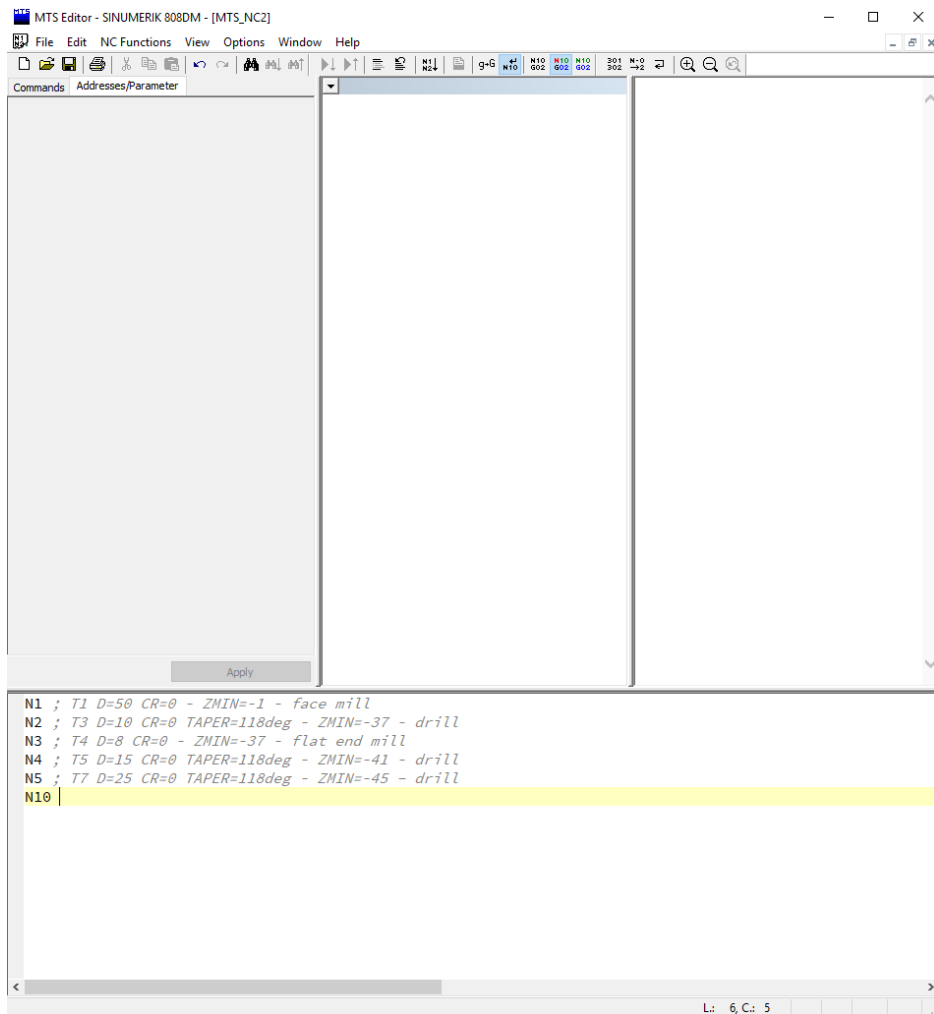 MTS Editor - SINUMERIK 808DM - [MTS_NC2]
File Edit NC Functions View Options Window Help
Commands Addresses/Parameter
Apply
N1 ; T1 D=50 CR=0 - ZMIN=-1 - face mill
N2 ; T3 D=10 CR=0 TAPER=118deg - ZMIN=-37 - drill
N3 ; T4 D=8 CR=0 - ZMIN=-37 - flat end mill
N4 ; T5 D=15 CR=0 TAPER=118deg - ZMIN=-41 - drill
N5 ; T7 D=25 CR=0 TAPER=118deg - ZMIN=-45 - drill
N10
L.: 6, C.: 5